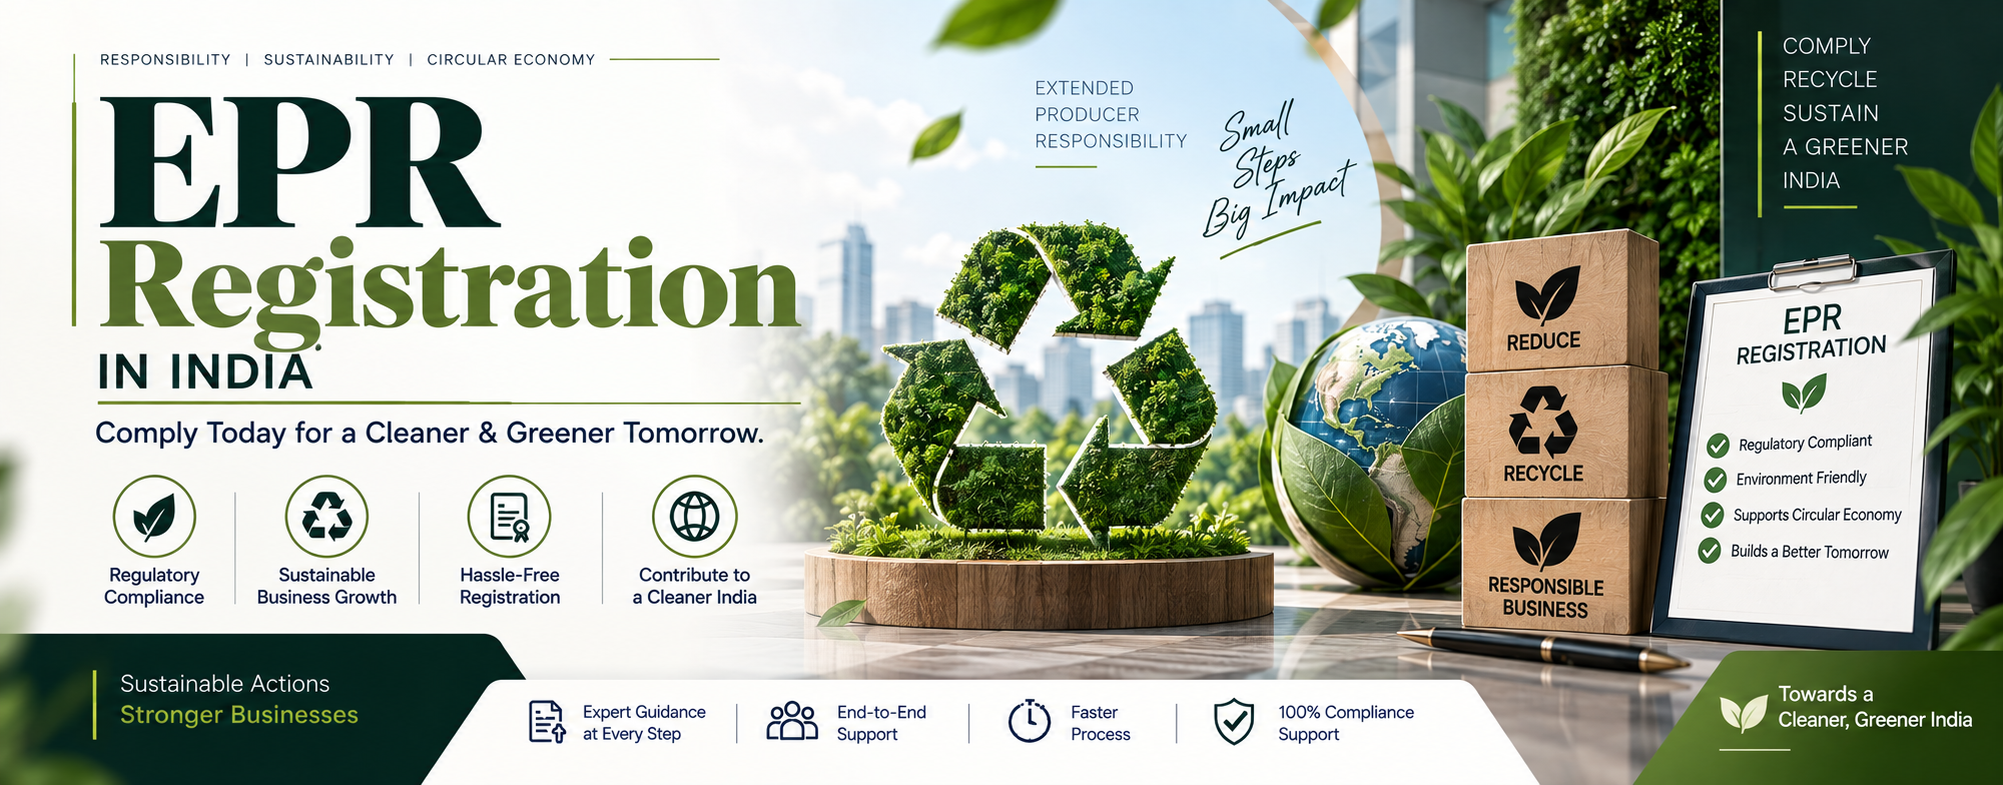 RESPONSIBILITY | SUSTAINABILITY | CIRCULAR ECONOMY
EPR
Registration
IN INDIA
Comply Today for a Cleaner & Greener Tomorrow.
Regulatory
Compliance
Sustainable
Business Growth
Hassle-Free
Registration
Contribute to
a Cleaner India
EXTENDED
PRODUCER
RESPONSIBILITY
Small
Steps
Big Impact
COMPLY
RECYCLE
SUSTAIN
A GREENER
INDIA
REDUCE
RECYCLE
RESPONSIBLE
BUSINESS
EPR
REGISTRATION
Regulatory Compliant
Environment Friendly
Supports Circular Economy
Builds a Better Tomorrow
Sustainable Actions
Stronger Businesses
Expert Guidance
at Every Step
End-to-End
Support
Faster
Process
100% Compliance
Support
Towards a
Cleaner, Greener India